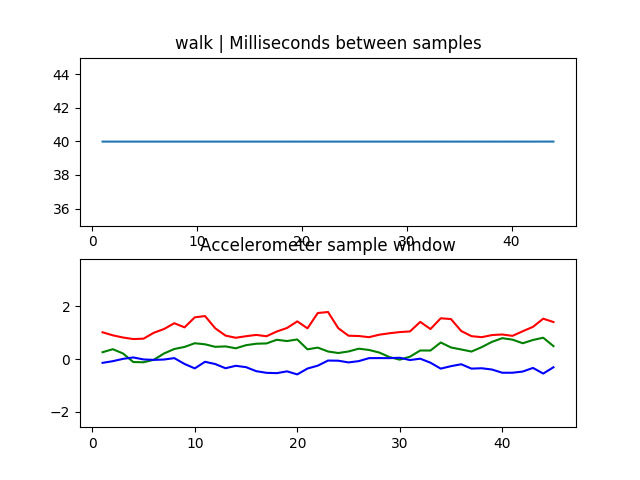 walk | Milliseconds between samples
44
42
40
38
36
0 10 20 30 40
Accelerometer sample window
2
0
−2
0 10 20 30 40